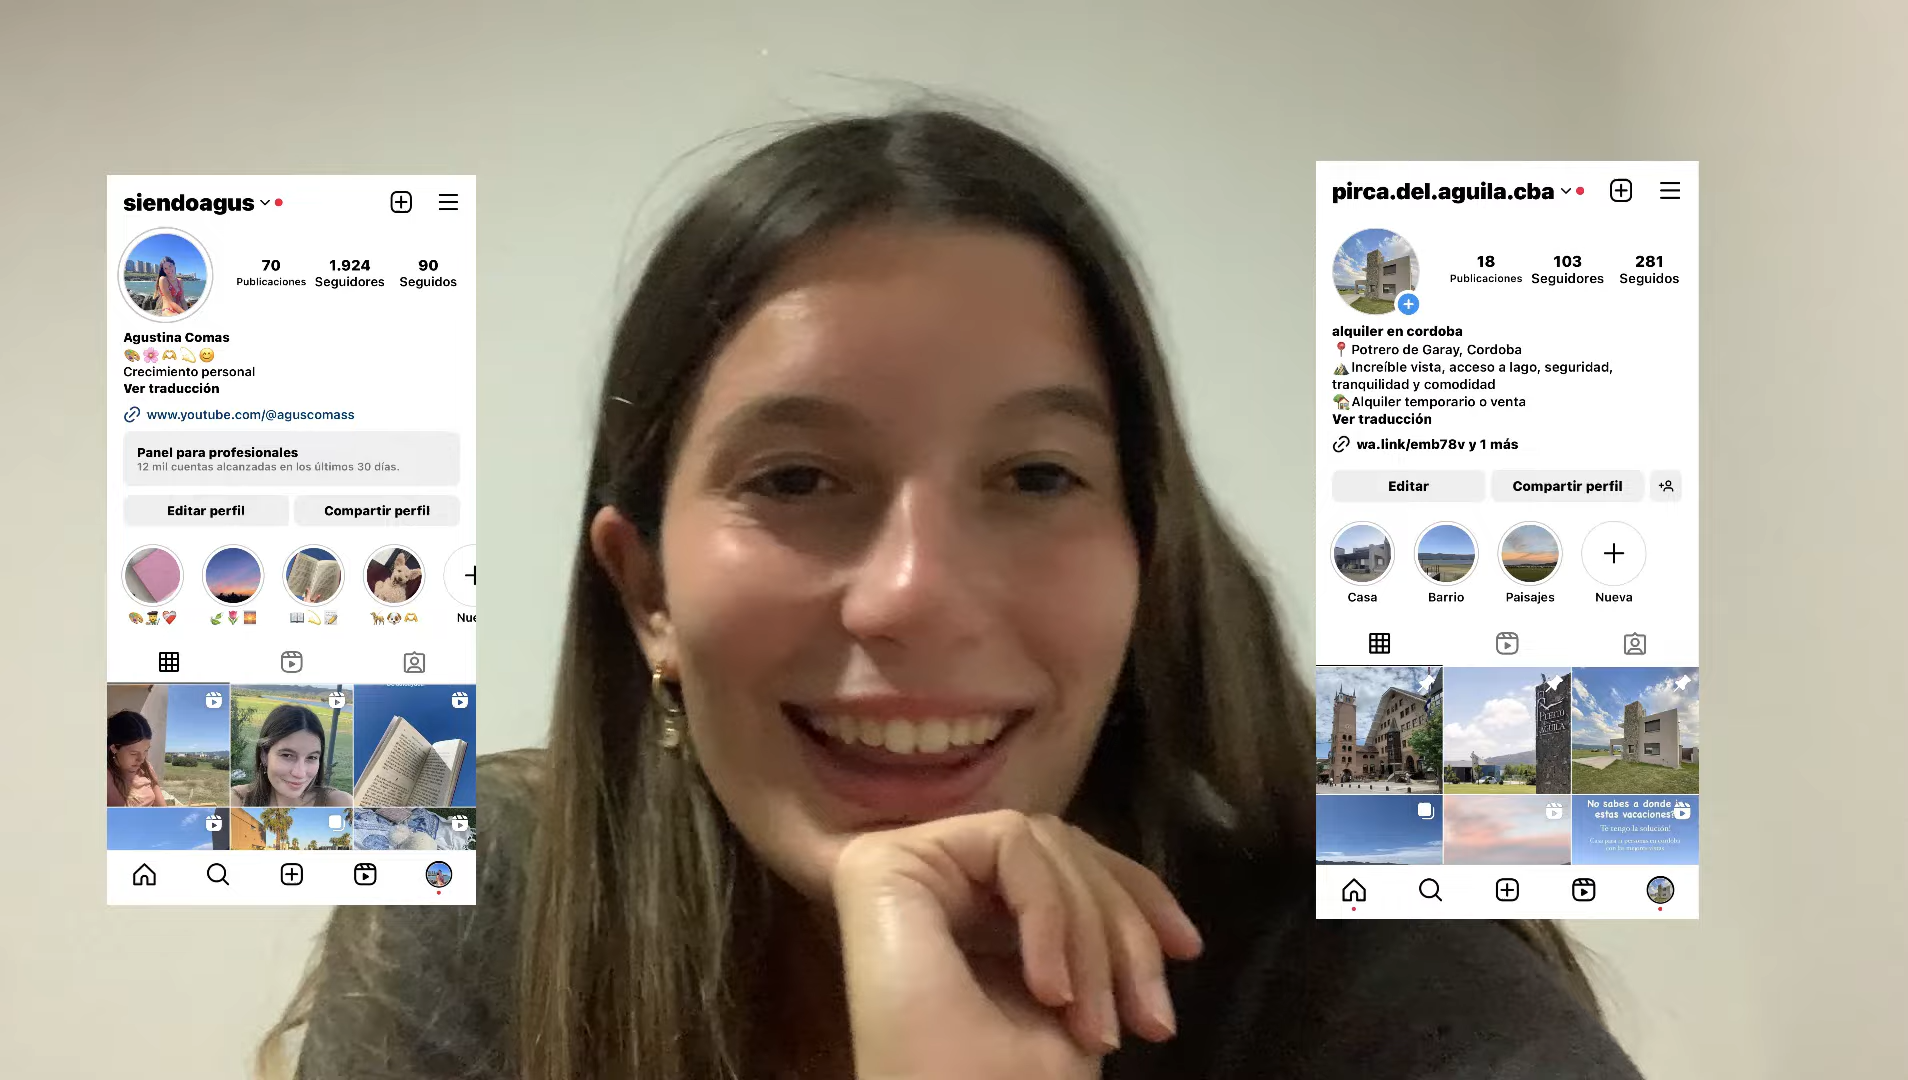 siendoagus
70 1.924 90
Publicaciones Seguidores Seguidos
Agustina Comas
🎨🌸🫶💫😊
Crecimiento personal
Ver traducción
www.youtube.com/@aguscomass
Panel para profesionales
12 mil cuentas alcanzadas en los últimos 30 días.
Editar perfil Compartir perfil
Nue
pirca.del.aguila.cba
18 103 281
Publicaciones Seguidores Seguidos
alquiler en cordoba
📍Potrero de Garay, Cordoba
⛰️Increíble vista, acceso a lago, seguridad,
tranquilidad y comodidad
🏡Alquiler temporario o venta
Ver traducción
wa.link/emb78v y 1 más
Editar Compartir perfil
Casa Barrio Paisajes Nueva
No sabes a donde
estas vacaciones?
Te tengo la solución!